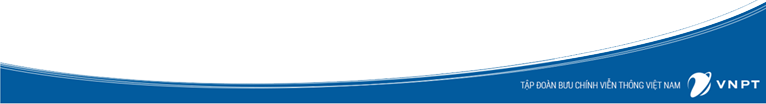 TẬP ĐOÀN BƯU CHÍNH VIỄN THÔNG VIỆT NAM VNPT